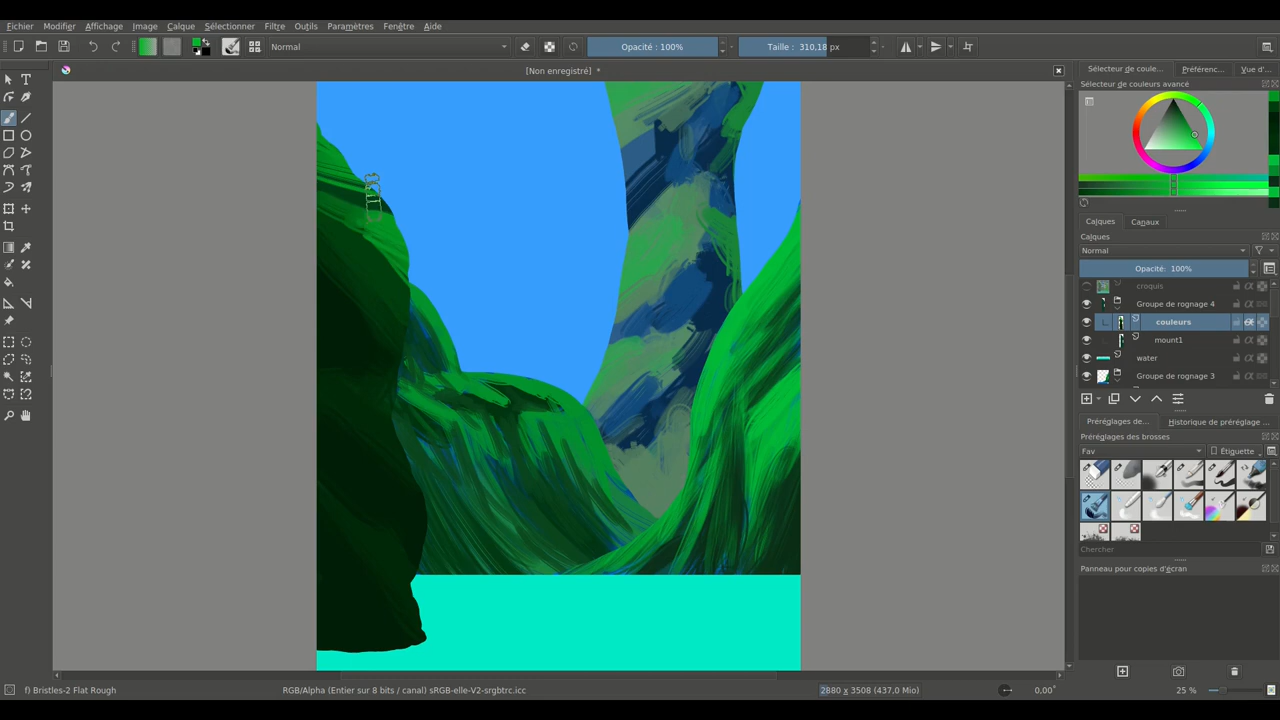 Fichier Modifier Affichage Image Calque Sélectionner Filtre Outils Paramètres Fenêtre Aide
Normal Opacité : 100% Taille : 310,18 px
[Non enregistré] *
Sélecteur de coule... Préférenc... Vue d'...
Sélecteur de couleurs avancé
Calques Canaux
Calques
Normal
Opacité: 100%
croquis
Groupe de rognage 4
couleurs
mount1
water
Groupe de rognage 3
Préréglages de... Historique de préréglage ...
Préréglages des brosses
Fav Étiquette
Chercher
Panneau pour copies d'écran
f) Bristles-2 Flat Rough RGB/Alpha (Entier sur 8 bits / canal) sRGB-elle-V2-srgbtrc.icc 2880 x 3508 (437,0 Mio) 0,00° 25 %